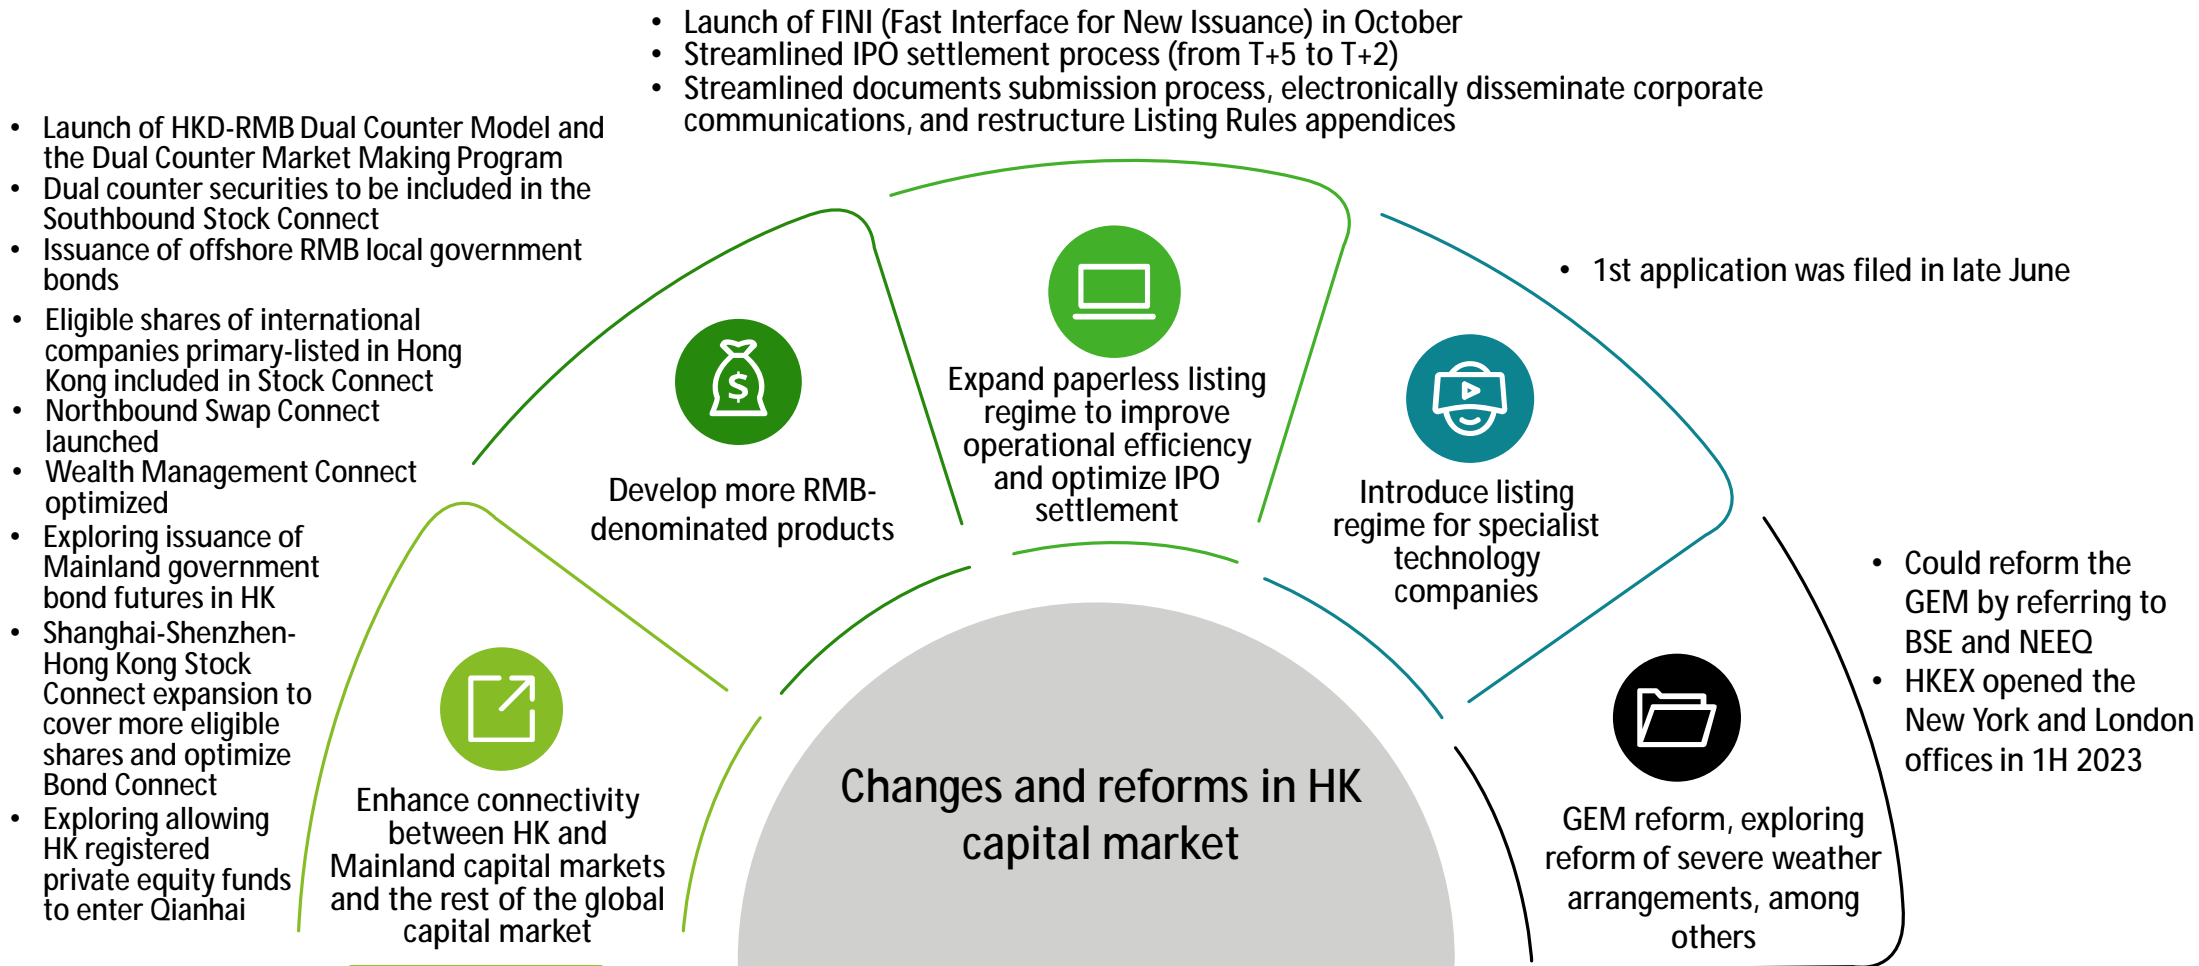 • Launch of FINI (Fast Interface for New Issuance) in October
• Streamlined IPO settlement process (from T+5 to T+2)
• Streamlined documents submission process, electronically disseminate corporate
communications, and restructure Listing Rules appendices
• Launch of HKD-RMB Dual Counter Model and
the Dual Counter Market Making Program
• Dual counter securities to be included in the
Southbound Stock Connect
• Issuance of offshore RMB local government
bonds
• Eligible shares of international
companies primary-listed in Hong
Kong included in Stock Connect
• Northbound Swap Connect
launched
• Wealth Management Connect
optimized
• Exploring issuance of
Mainland government
bond futures in HK
• Shanghai-Shenzhen-
Hong Kong Stock
Connect expansion to
cover more eligible
shares and optimize
Bond Connect
• Exploring allowing
HK registered
private equity funds
to enter Qianhai
Enhance connectivity
between HK and
Mainland capital markets
and the rest of the global
capital market
$
Develop more RMB-
denominated products
Expand paperless listing
regime to improve
operational efficiency
and optimize IPO
settlement
Introduce listing
regime for specialist
technology
companies
• 1st application was filed in late June
GEM reform, exploring
reform of severe weather
arrangements, among
others
• Could reform the
GEM by referring to
BSE and NEEQ
• HKEX opened the
New York and London
offices in 1H 2023
Changes and reforms in HK
capital market